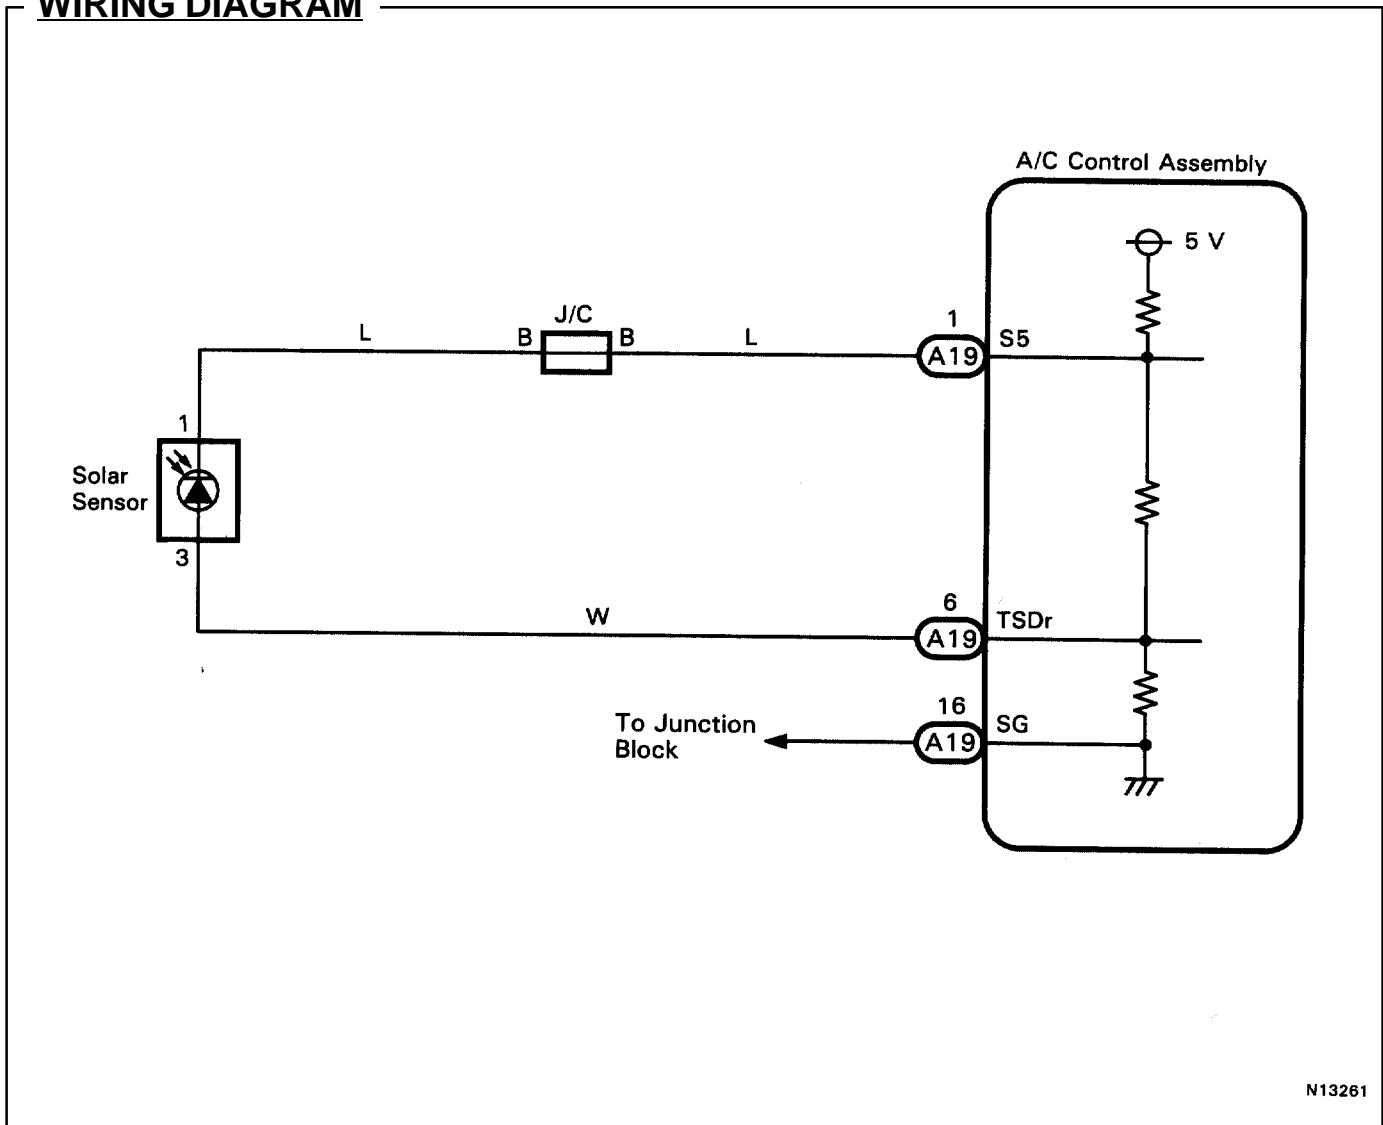 WIRING DIAGRAM
A/C Control Assembly
5 V
J/C
L
B
B
L
1
A19
S5
1
Solar
Sensor
3
W
6
A19
TSDr
To Junction
Block
16
A19
SG
N13261